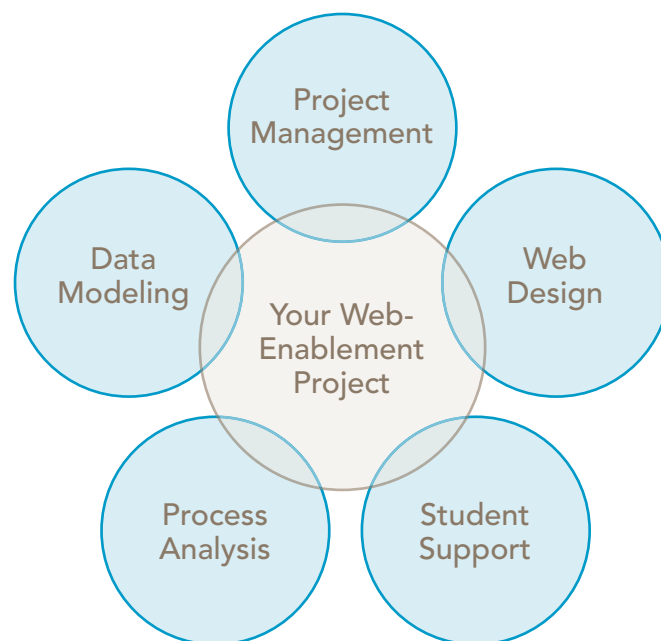 Project
Management
Data
Modeling
Web
Design
Your Web-
Enablement
Project
Process
Analysis
Student
Support